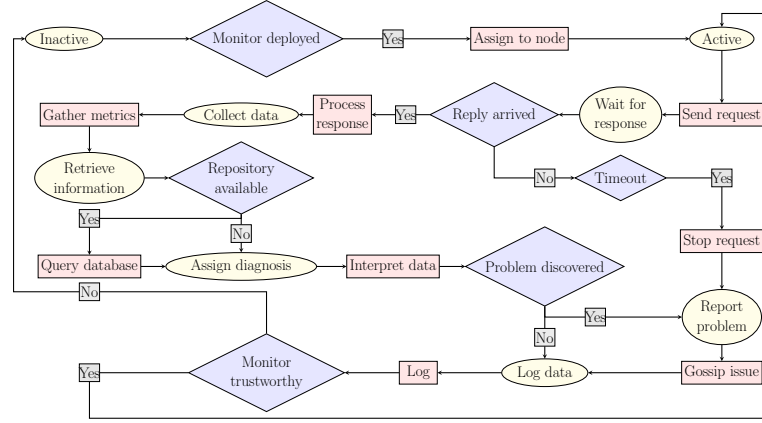 Inactive
Monitor deployed
Yes
Assign to node
Active
Gather metrics
Collect data
Process
response
Yes
Reply arrived
Wait for
response
Send request
Retrieve
information
Repository
available
No
Timeout
Yes
Yes
No
Stop request
Query database
Assign diagnosis
Interpret data
Problem discovered
No
Yes
Report
problem
No
Yes
Monitor
trustworthy
Log
Log data
Gossip issue